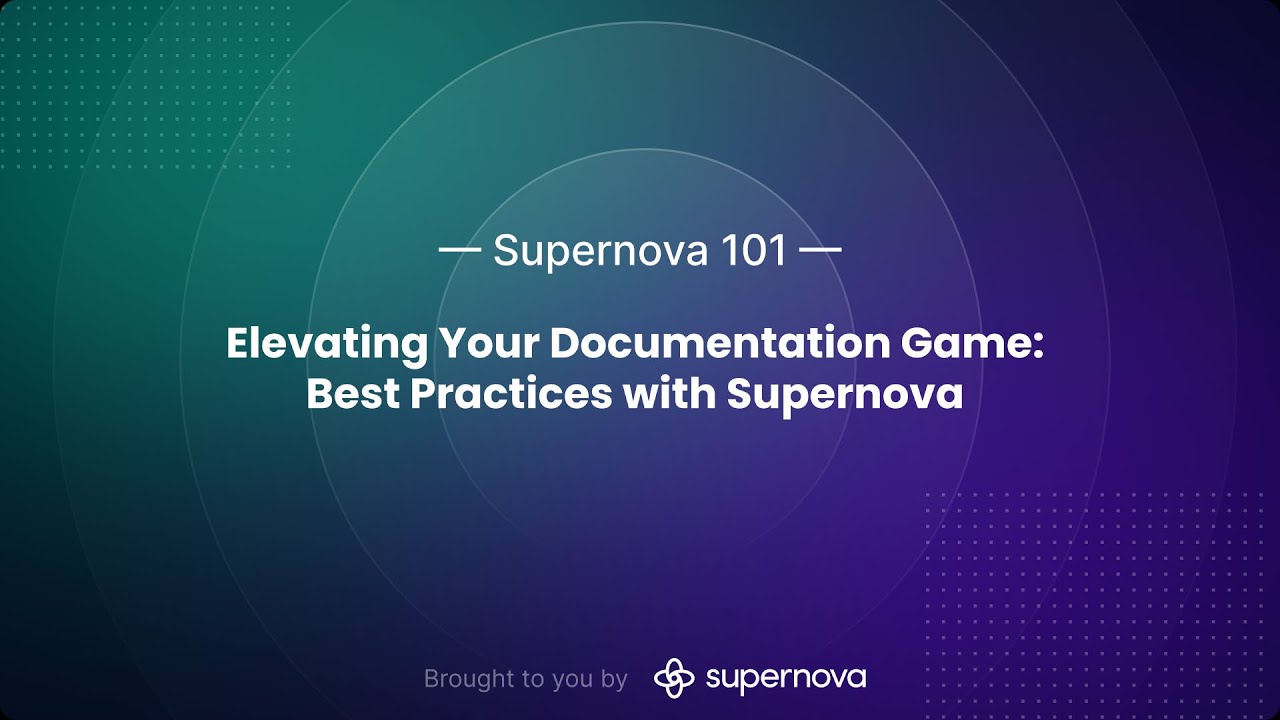 — Supernova 101 —
Elevating Your Documentation Game:
Best Practices with Supernova
Brought to you by supernova